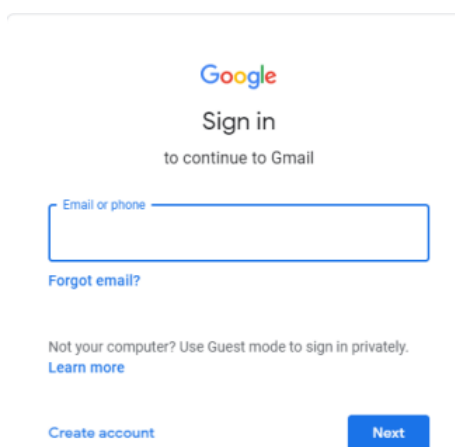 Google
Sign in
to continue to Gmail
Email or phone
Forgot email?
Not your computer? Use Guest mode to sign in privately.
Learn more
Create account
Next